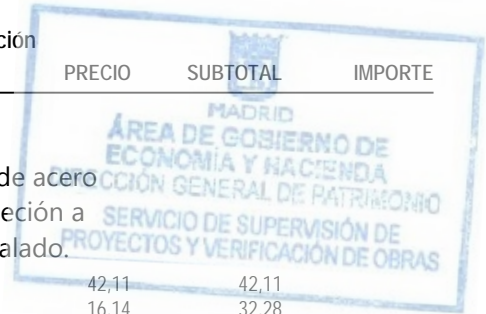 ción
PRECIO SUBTOTAL IMPORTE
MADRID
ÁREA DE GOBIERNO DE
ECONOMÍA Y HACIENDA
DIRECCIÓN GENERAL DE PATRIMONIO
SERVICIO DE SUPERVISIÓN DE
PROYECTOS Y VERIFICACIÓN DE OBRAS
de acero
eción a
alado.
42,11 42,11
16,14 32,28